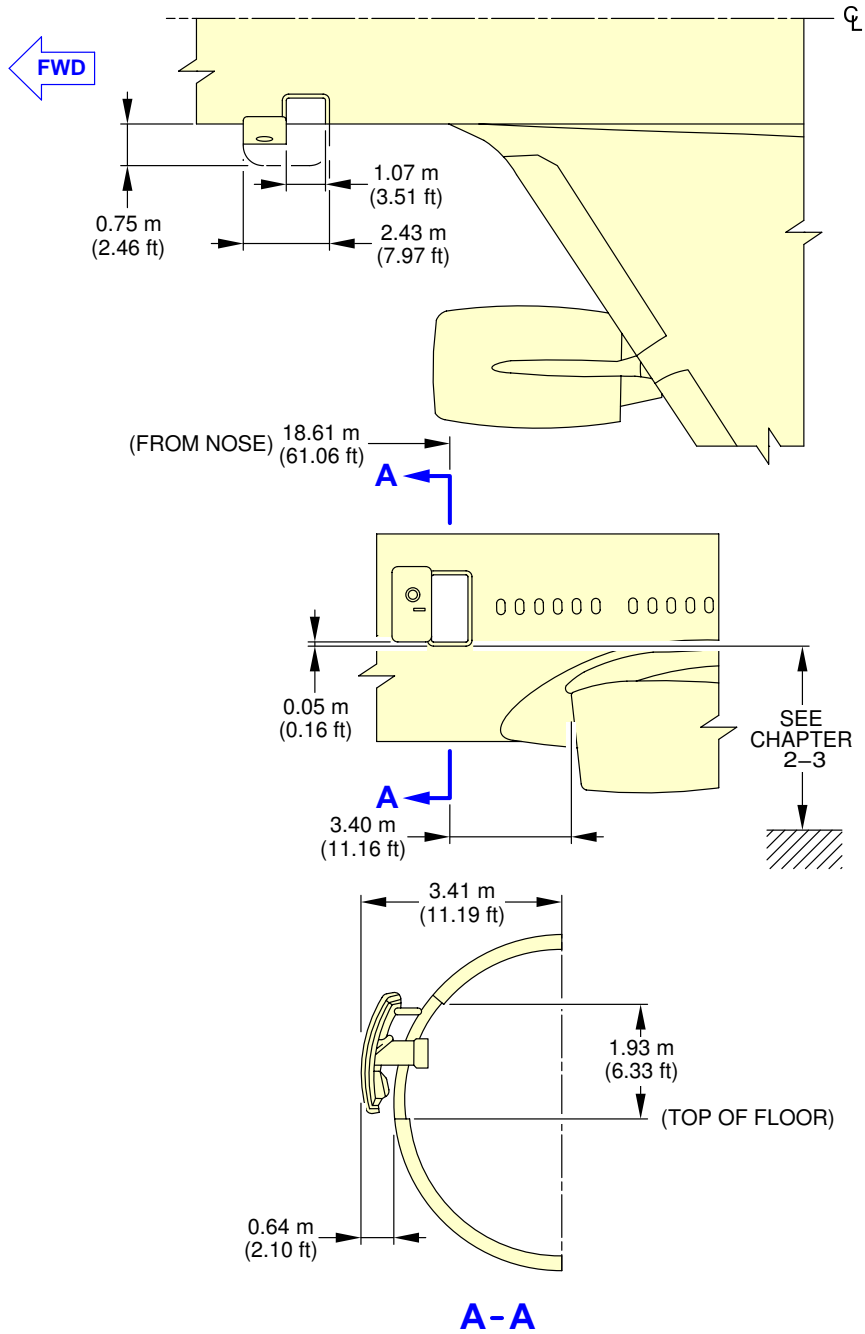 ℄
FWD
1.07 m
(3.51 ft)
0.75 m
(2.46 ft)
2.43 m
(7.97 ft)
(FROM NOSE)
18.61 m
(61.06 ft)
A
0.05 m
(0.16 ft)
SEE
CHAPTER
2–3
A
3.40 m
(11.16 ft)
3.41 m
(11.19 ft)
1.93 m
(6.33 ft)
(TOP OF FLOOR)
0.64 m
(2.10 ft)
A-A